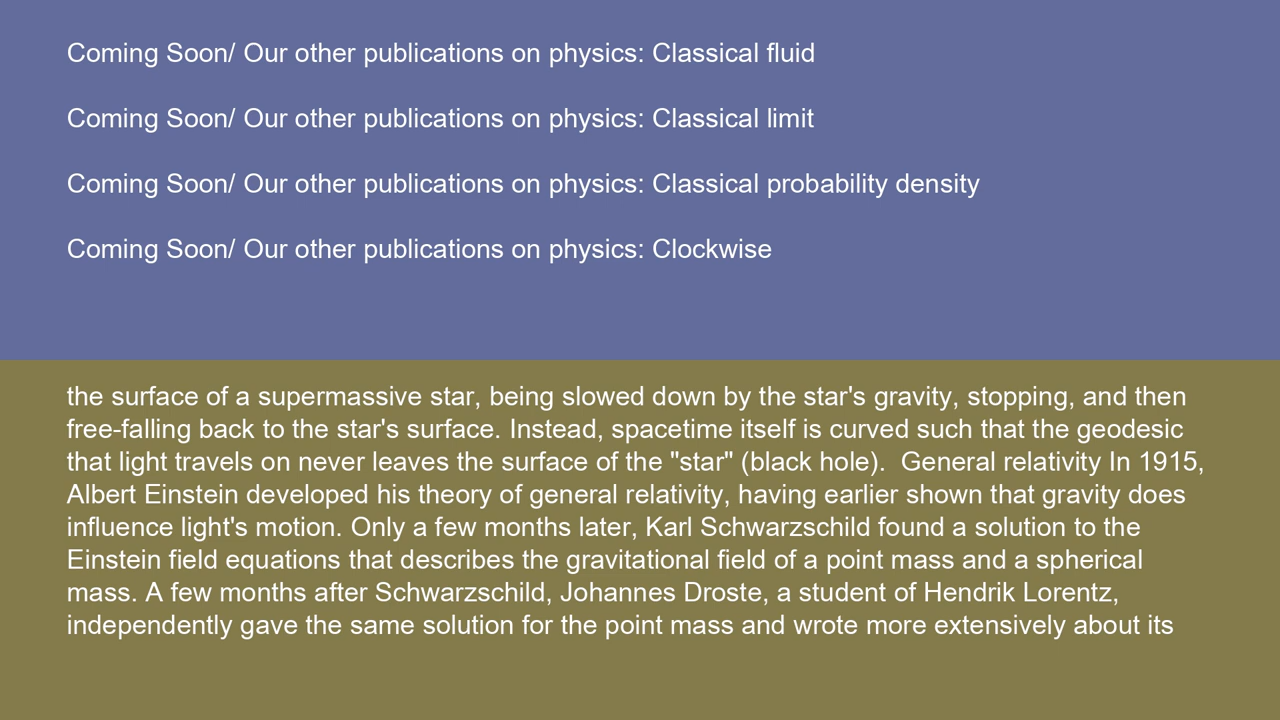 Coming Soon/ Our other publications on physics: Classical fluid
Coming Soon/ Our other publications on physics: Classical limit
Coming Soon/ Our other publications on physics: Classical probability density
Coming Soon/ Our other publications on physics: Clockwise
the surface of a supermassive star, being slowed down by the star's gravity, stopping, and then
free-falling back to the star's surface. Instead, spacetime itself is curved such that the geodesic
that light travels on never leaves the surface of the "star" (black hole).  General relativity In 1915,
Albert Einstein developed his theory of general relativity, having earlier shown that gravity does
influence light's motion. Only a few months later, Karl Schwarzschild found a solution to the
Einstein field equations that describes the gravitational field of a point mass and a spherical
mass. A few months after Schwarzschild, Johannes Droste, a student of Hendrik Lorentz,
independently gave the same solution for the point mass and wrote more extensively about its